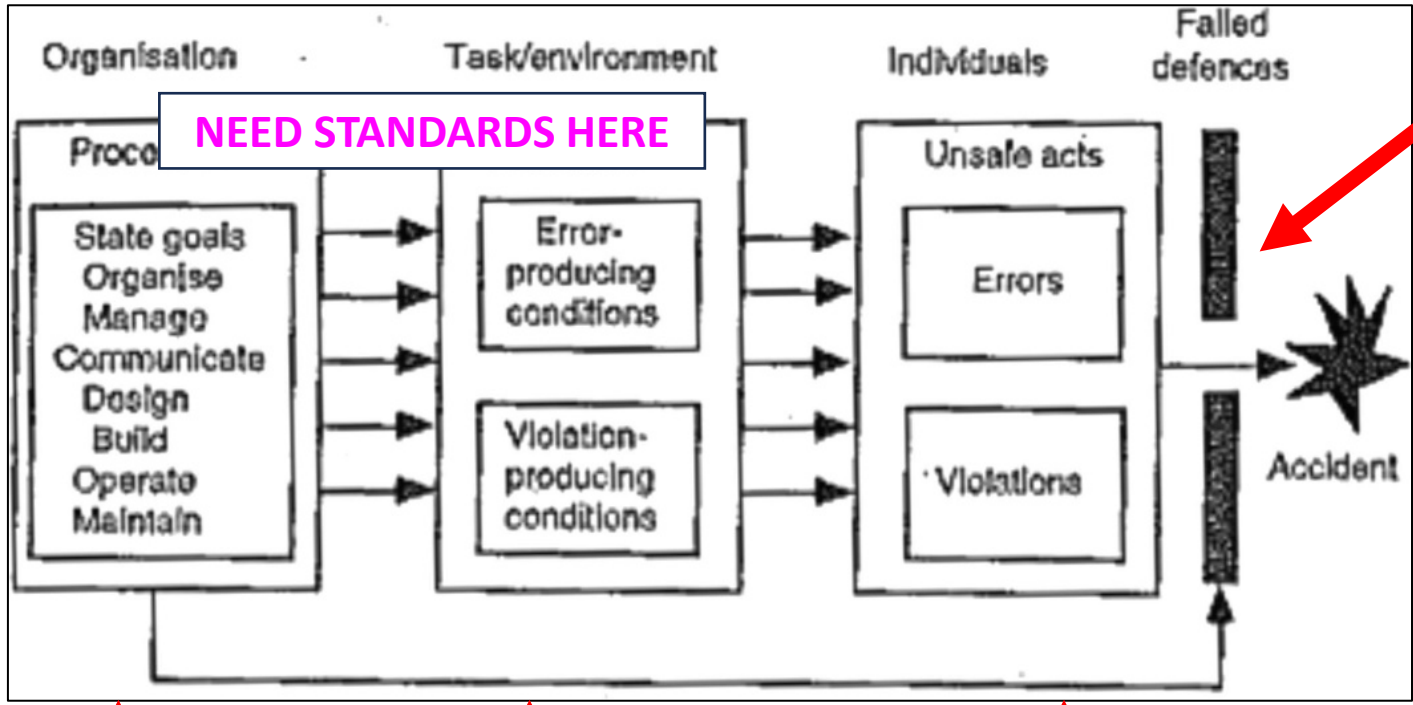 Organisation
Task/environment
Individuals
Failed
defences
NEED STANDARDS HERE
Proce
Unsafe acts
State goals
Organise
Manage
Communicate
Design
Build
Operate
Maintain
Error-
producing
conditions
Violation-
producing
conditions
Errors
Violations
Accident